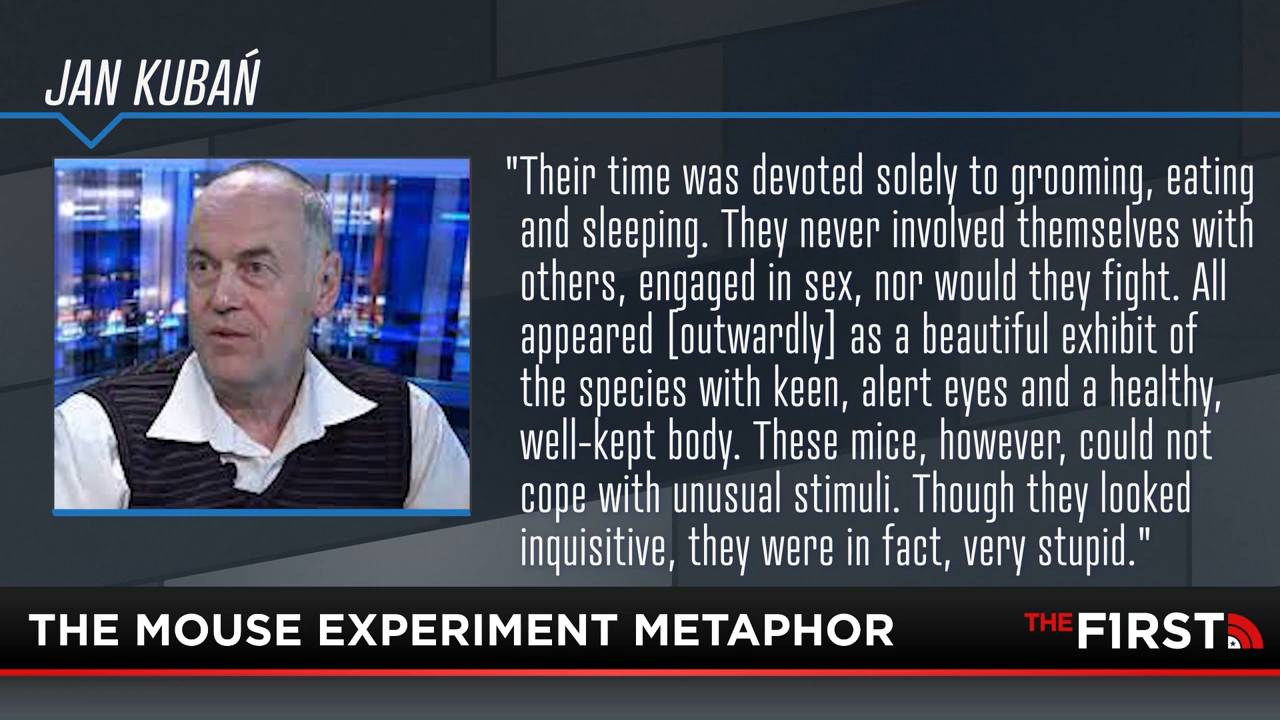 JAN KUBAŃ
"Their time was devoted solely to grooming, eating
and sleeping. They never involved themselves with
others, engaged in sex, nor would they fight. All
appeared [outwardly] as a beautiful exhibit of
the species with keen, alert eyes and a healthy,
well-kept body. These mice, however, could not
cope with unusual stimuli. Though they looked
inquisitive, they were in fact, very stupid."
THE MOUSE EXPERIMENT METAPHOR
THE F1RST